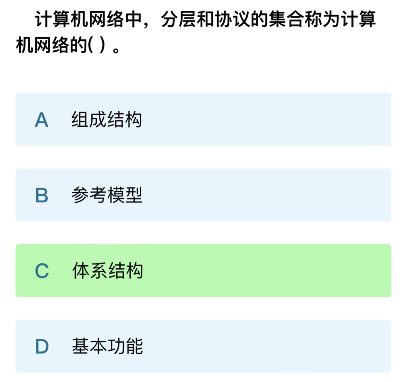 计算机网络中，分层和协议的集合称为计算
机网络的( ) 。
A 组成结构
B 参考模型
C 体系结构
D 基本功能